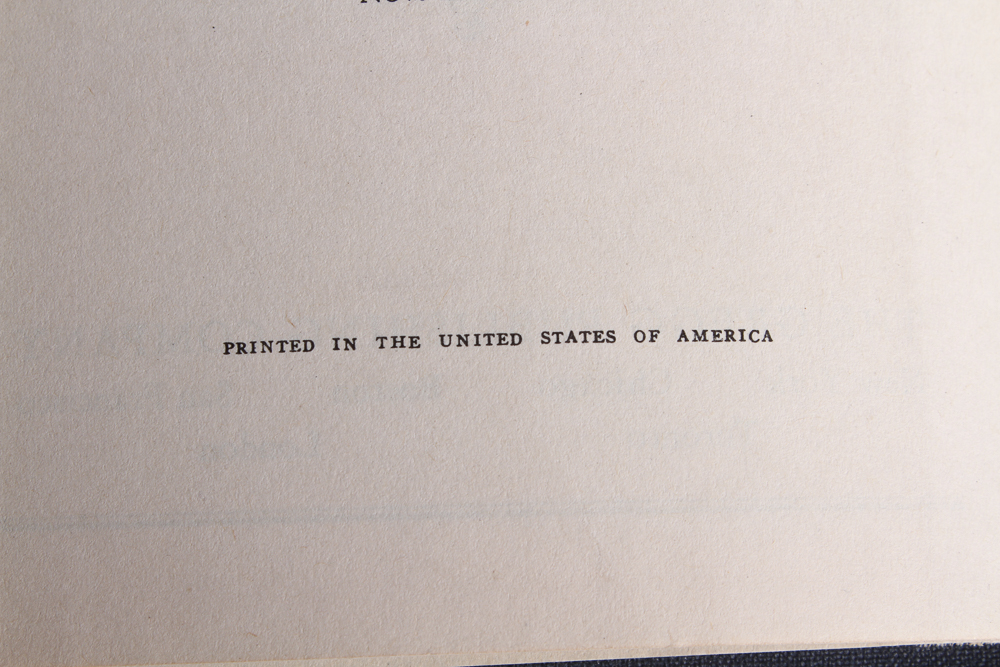 PRINTED IN THE UNITED STATES OF AMERICA